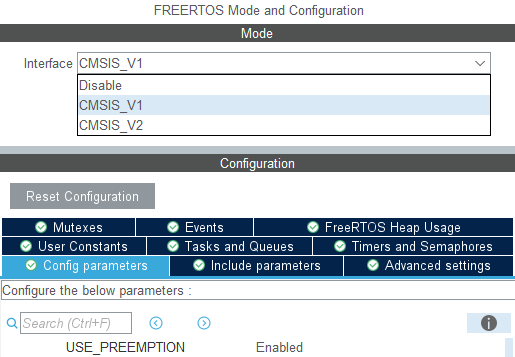 FREERTOS Mode and Configuration
Mode
Interface CMSIS_V1
Disable
CMSIS_V1
CMSIS_V2
Configuration
Reset Configuration
Mutexes Events FreeRTOS Heap Usage
User Constants Tasks and Queues Timers and Semaphores
Config parameters Include parameters Advanced settings
Configure the below parameters :
Search (Ctrl+F)
USE_PREEMPTION Enabled